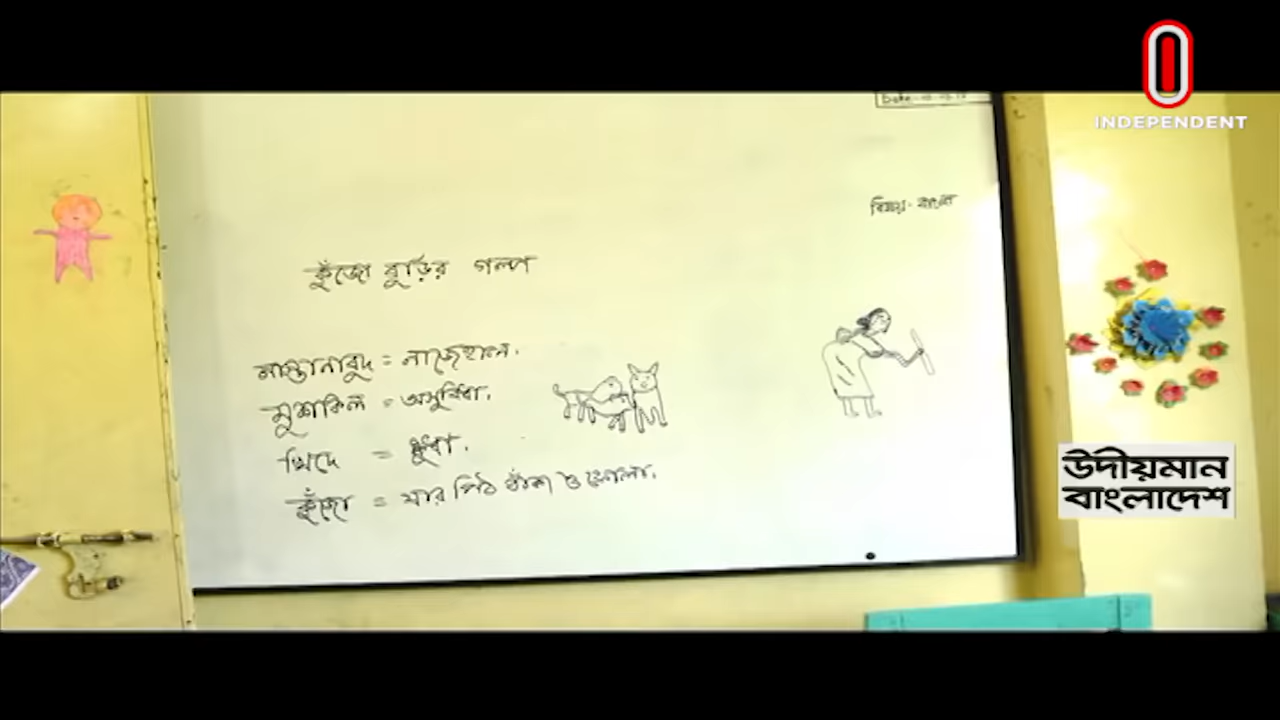 INDEPENDENT
বিষয়- বাংলা
কুঁজো বুড়ির গল্প
নাস্তানাবুদ = নাজেহাল.
মুশকিল = অসুবিধা.
খিদে = ক্ষুধা.
কুঁজো = যার পিঠ বাঁকা ও ফোলা.
উদীয়মান
বাংলাদেশ